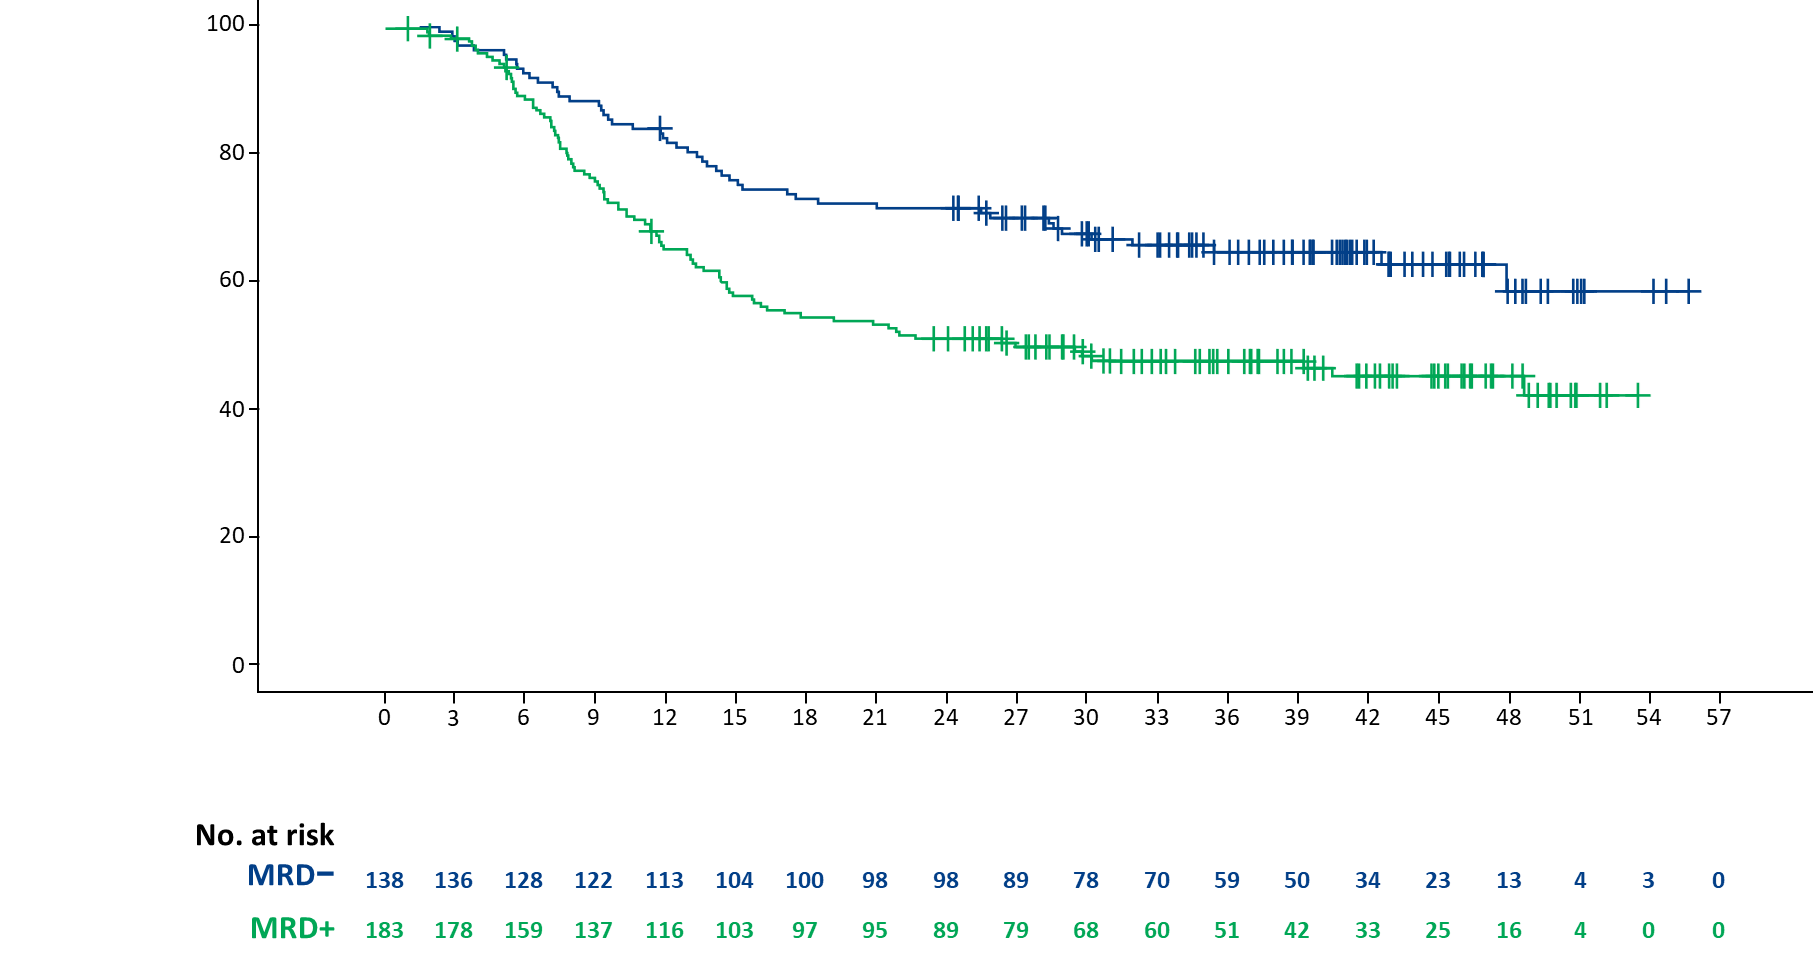 100
80
60
40
20
0
0 3 6 9 12 15 18 21 24 27 30 33 36 39 42 45 48 51 54 57
No. at risk
MRD− 138 136 128 122 113 104 100 98 98 89 78 70 59 50 34 23 13 4 3 0
MRD+ 183 178 159 137 116 103 97 95 89 79 68 60 51 42 33 25 16 4 0 0